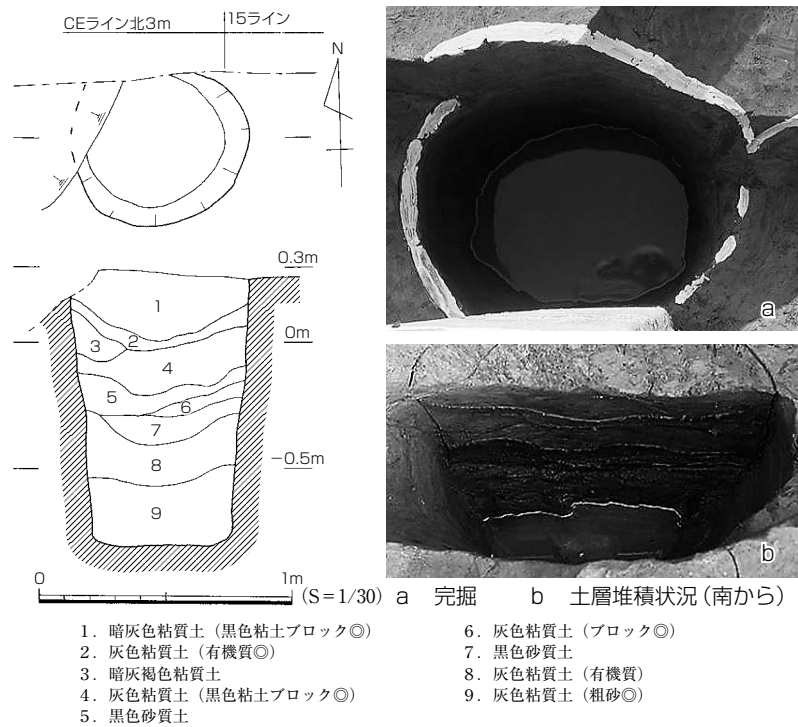 CEライン北3m
15ライン
N
0.3m
1
2
3
0m
4
5
6
7
8
-0.5m
9
0
1m
(S=1/30)
a
b
a 完掘 b 土層堆積状況(南から)
1. 暗灰色粘質土(黒色粘土ブロック◎)
2. 灰色粘質土(有機質◎)
3. 暗灰褐色粘質土
4. 灰色粘質土(黒色粘土ブロック◎)
5. 黒色砂質土
6. 灰色粘質土(ブロック◎)
7. 黒色砂質土
8. 灰色粘質土(有機質)
9. 灰色粘質土(粗砂◎)